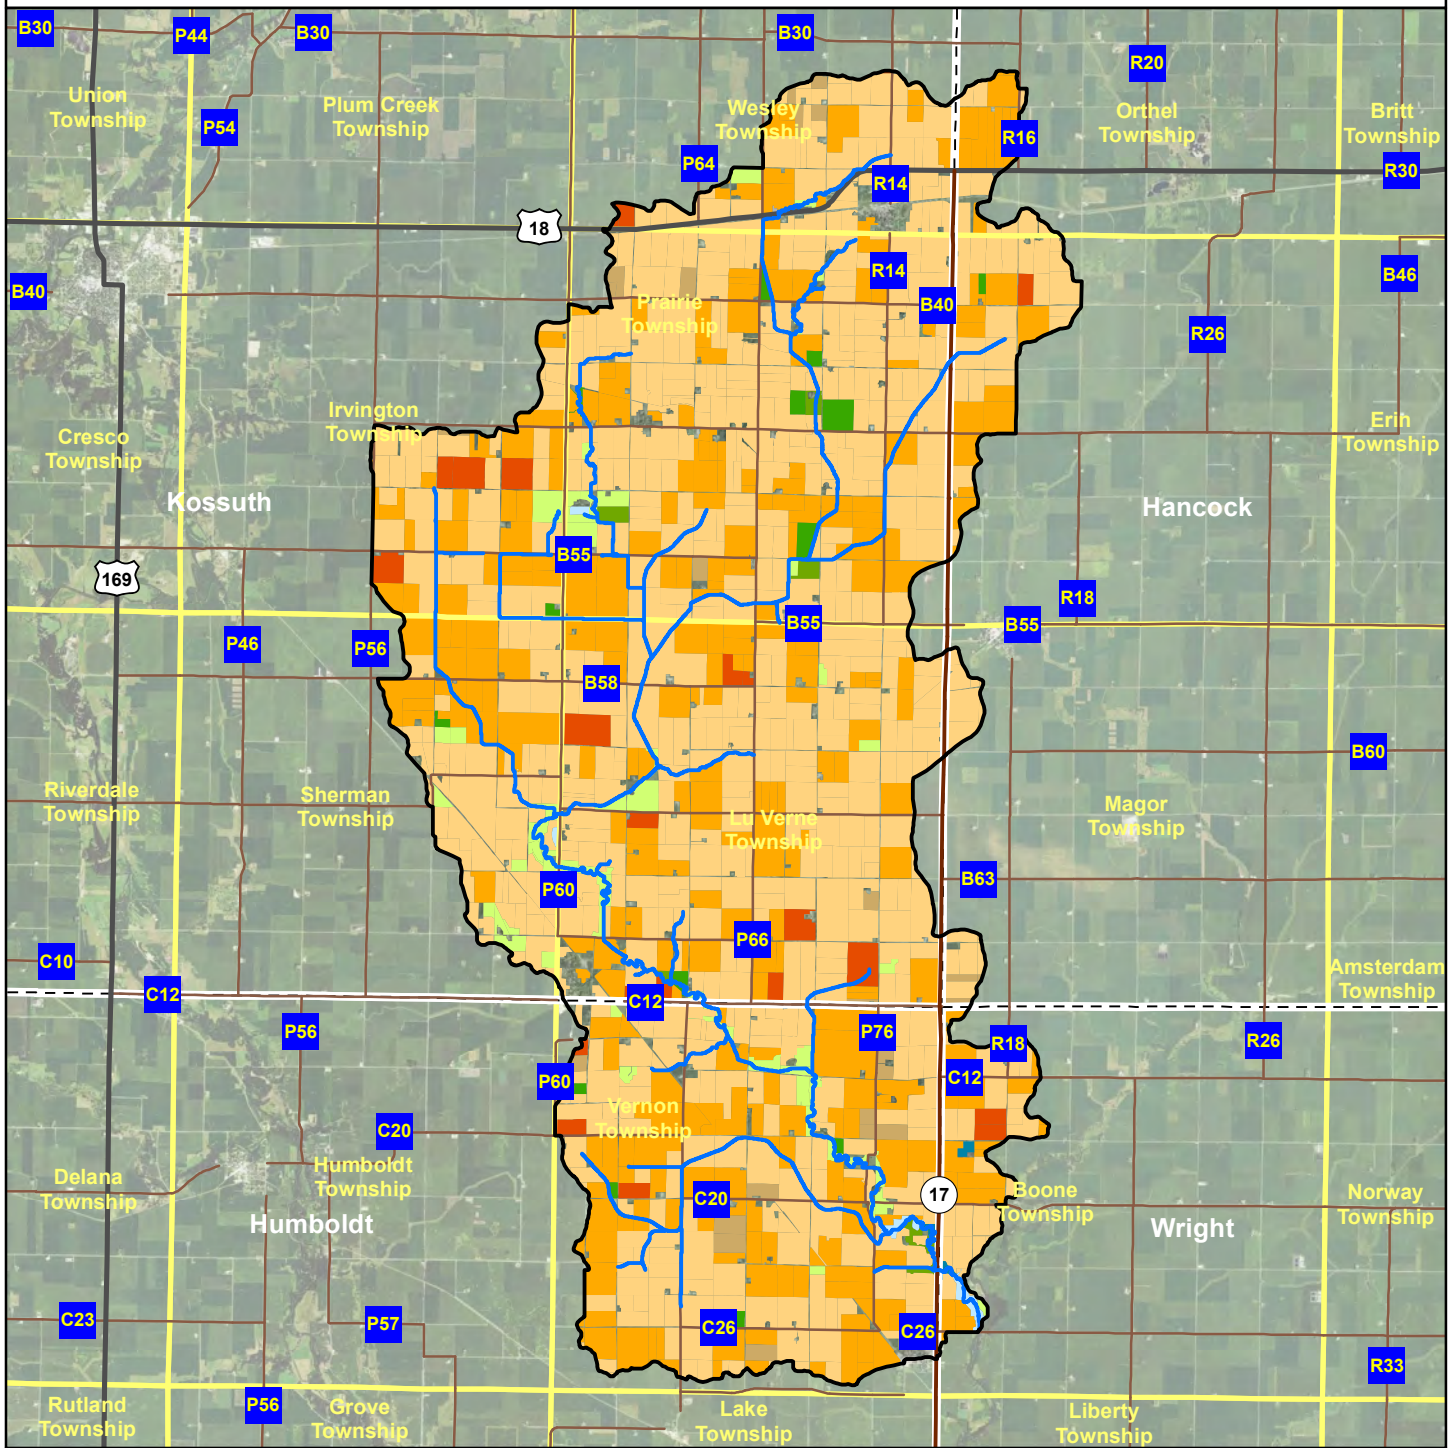 B30
P44
B30
B30
R20
Union
Township
P54
Plum Creek
Township
Wesley
Township
Orthel
Township
Britt
Township
R16
P64
R14
R30
18
B40
R14
B40
B46
Prairie
Township
R26
Irvington
Township
Cresco
Township
Erin
Township
Kossuth
Hancock
B55
169
R18
B55
B55
P46
P56
B58
B60
Riverdale
Township
Sherman
Township
Lu Verne
Township
Magor
Township
P60
B63
P66
C10
Amsterdam
Township
C12
C12
P56
P76
R18
R26
P60
C12
Vernon
Township
C20
Delana
Township
Humboldt
Township
C20
17
Boone
Township
Norway
Township
Humboldt
Wright
C23
P57
C26
C26
R33
Rutland
Township
P56
Grove
Township
Lake
Township
Liberty
Township